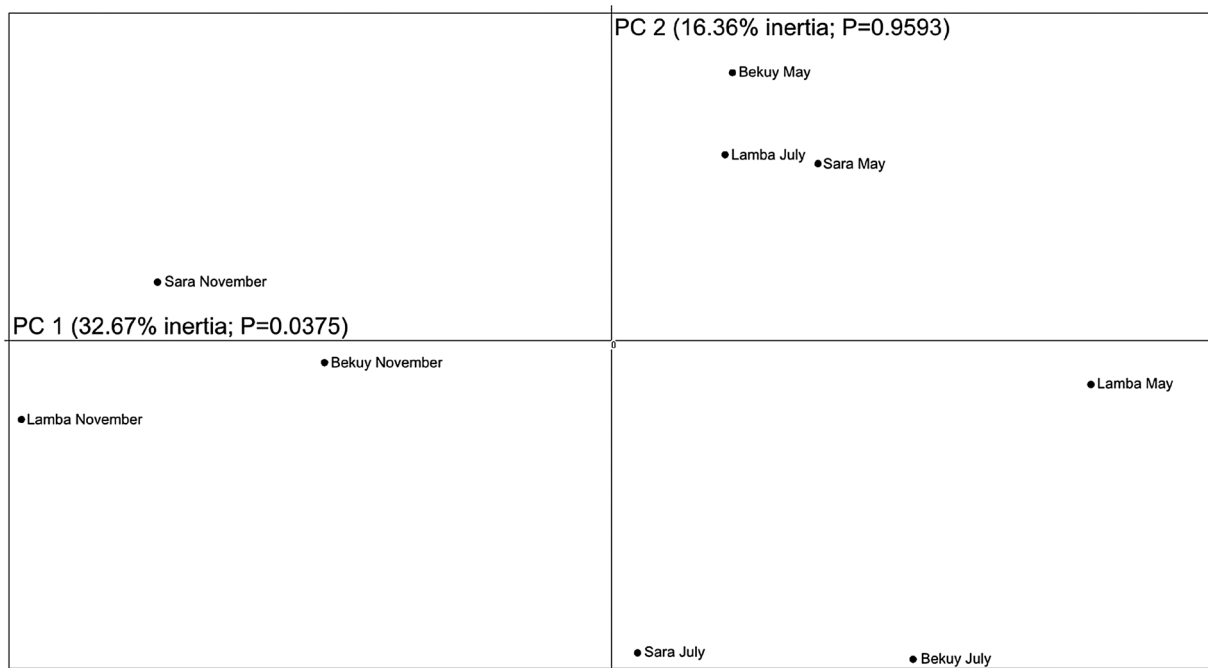 PC 2 (16.36% inertia; P=0.9593)
Bekuy May
Lamba July
Sara May
Sara November
PC 1 (32.67% inertia; P=0.0375)
0
Bekuy November
Lamba May
Lamba November
Sara July
Bekuy July